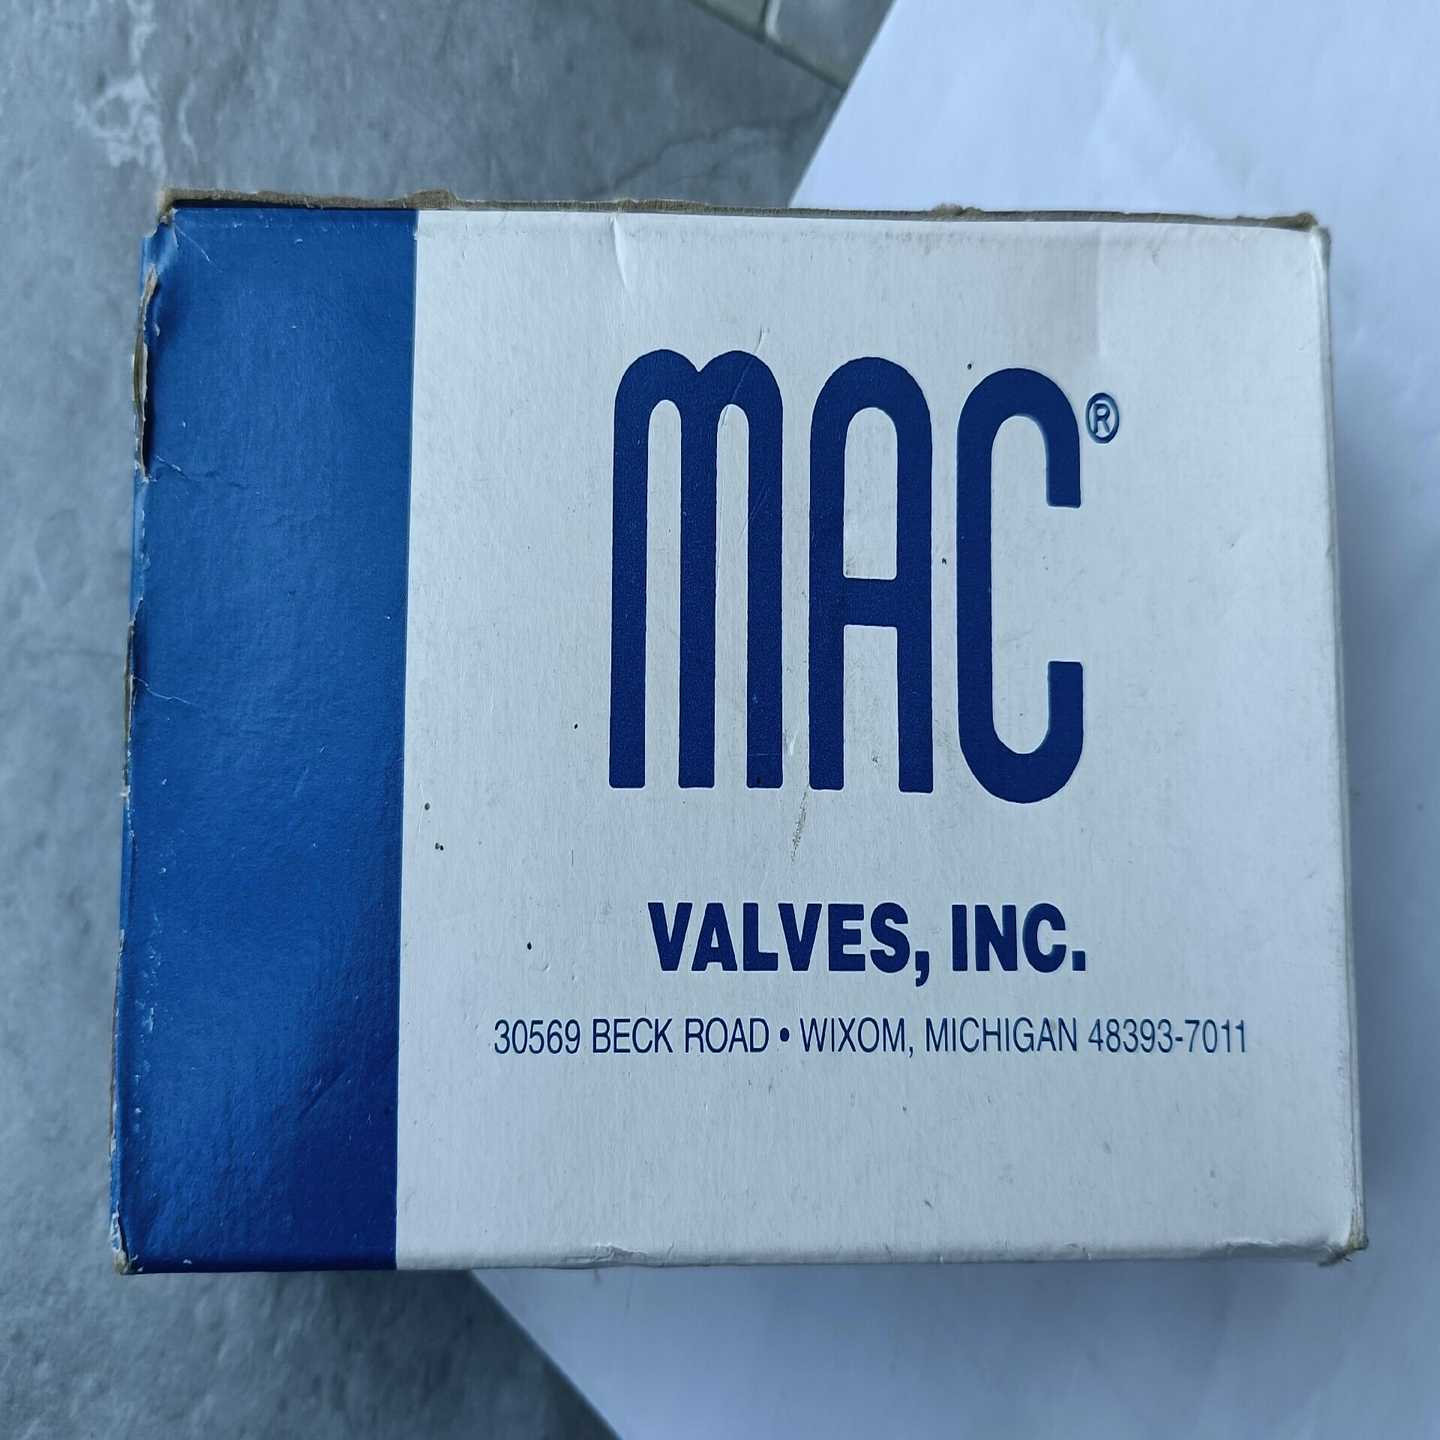 MAC®
VALVES, INC.
30569 BECK ROAD • WIXOM, MICHIGAN 48393-7011